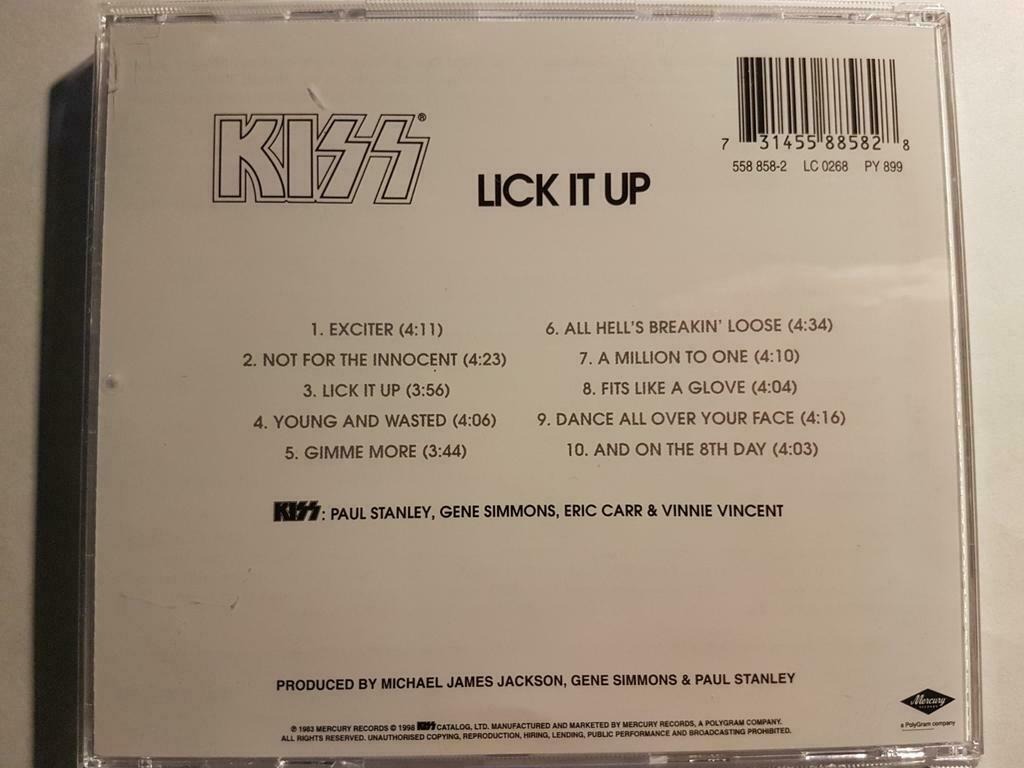 KISS®
LICK IT UP
7 31455 88582 8
558 858-2 LC 0268 PY 899
1. EXCITER (4:11)
2. NOT FOR THE INNOCENT (4:23)
3. LICK IT UP (3:56)
4. YOUNG AND WASTED (4:06)
5. GIMME MORE (3:44)
6. ALL HELL'S BREAKIN' LOOSE (4:34)
7. A MILLION TO ONE (4:10)
8. FITS LIKE A GLOVE (4:04)
9. DANCE ALL OVER YOUR FACE (4:16)
10. AND ON THE 8TH DAY (4:03)
KISS: PAUL STANLEY, GENE SIMMONS, ERIC CARR & VINNIE VINCENT
PRODUCED BY MICHAEL JAMES JACKSON, GENE SIMMONS & PAUL STANLEY
℗ 1983 MERCURY RECORDS © 1998 KISS CATALOG, LTD. MANUFACTURED AND MARKETED BY MERCURY RECORDS, A POLYGRAM COMPANY.
ALL RIGHTS RESERVED. UNAUTHORISED COPYING, REPRODUCTION, HIRING, LENDING, PUBLIC PERFORMANCE AND BROADCASTING PROHIBITED.
Mercury
RECORDS
a PolyGram company